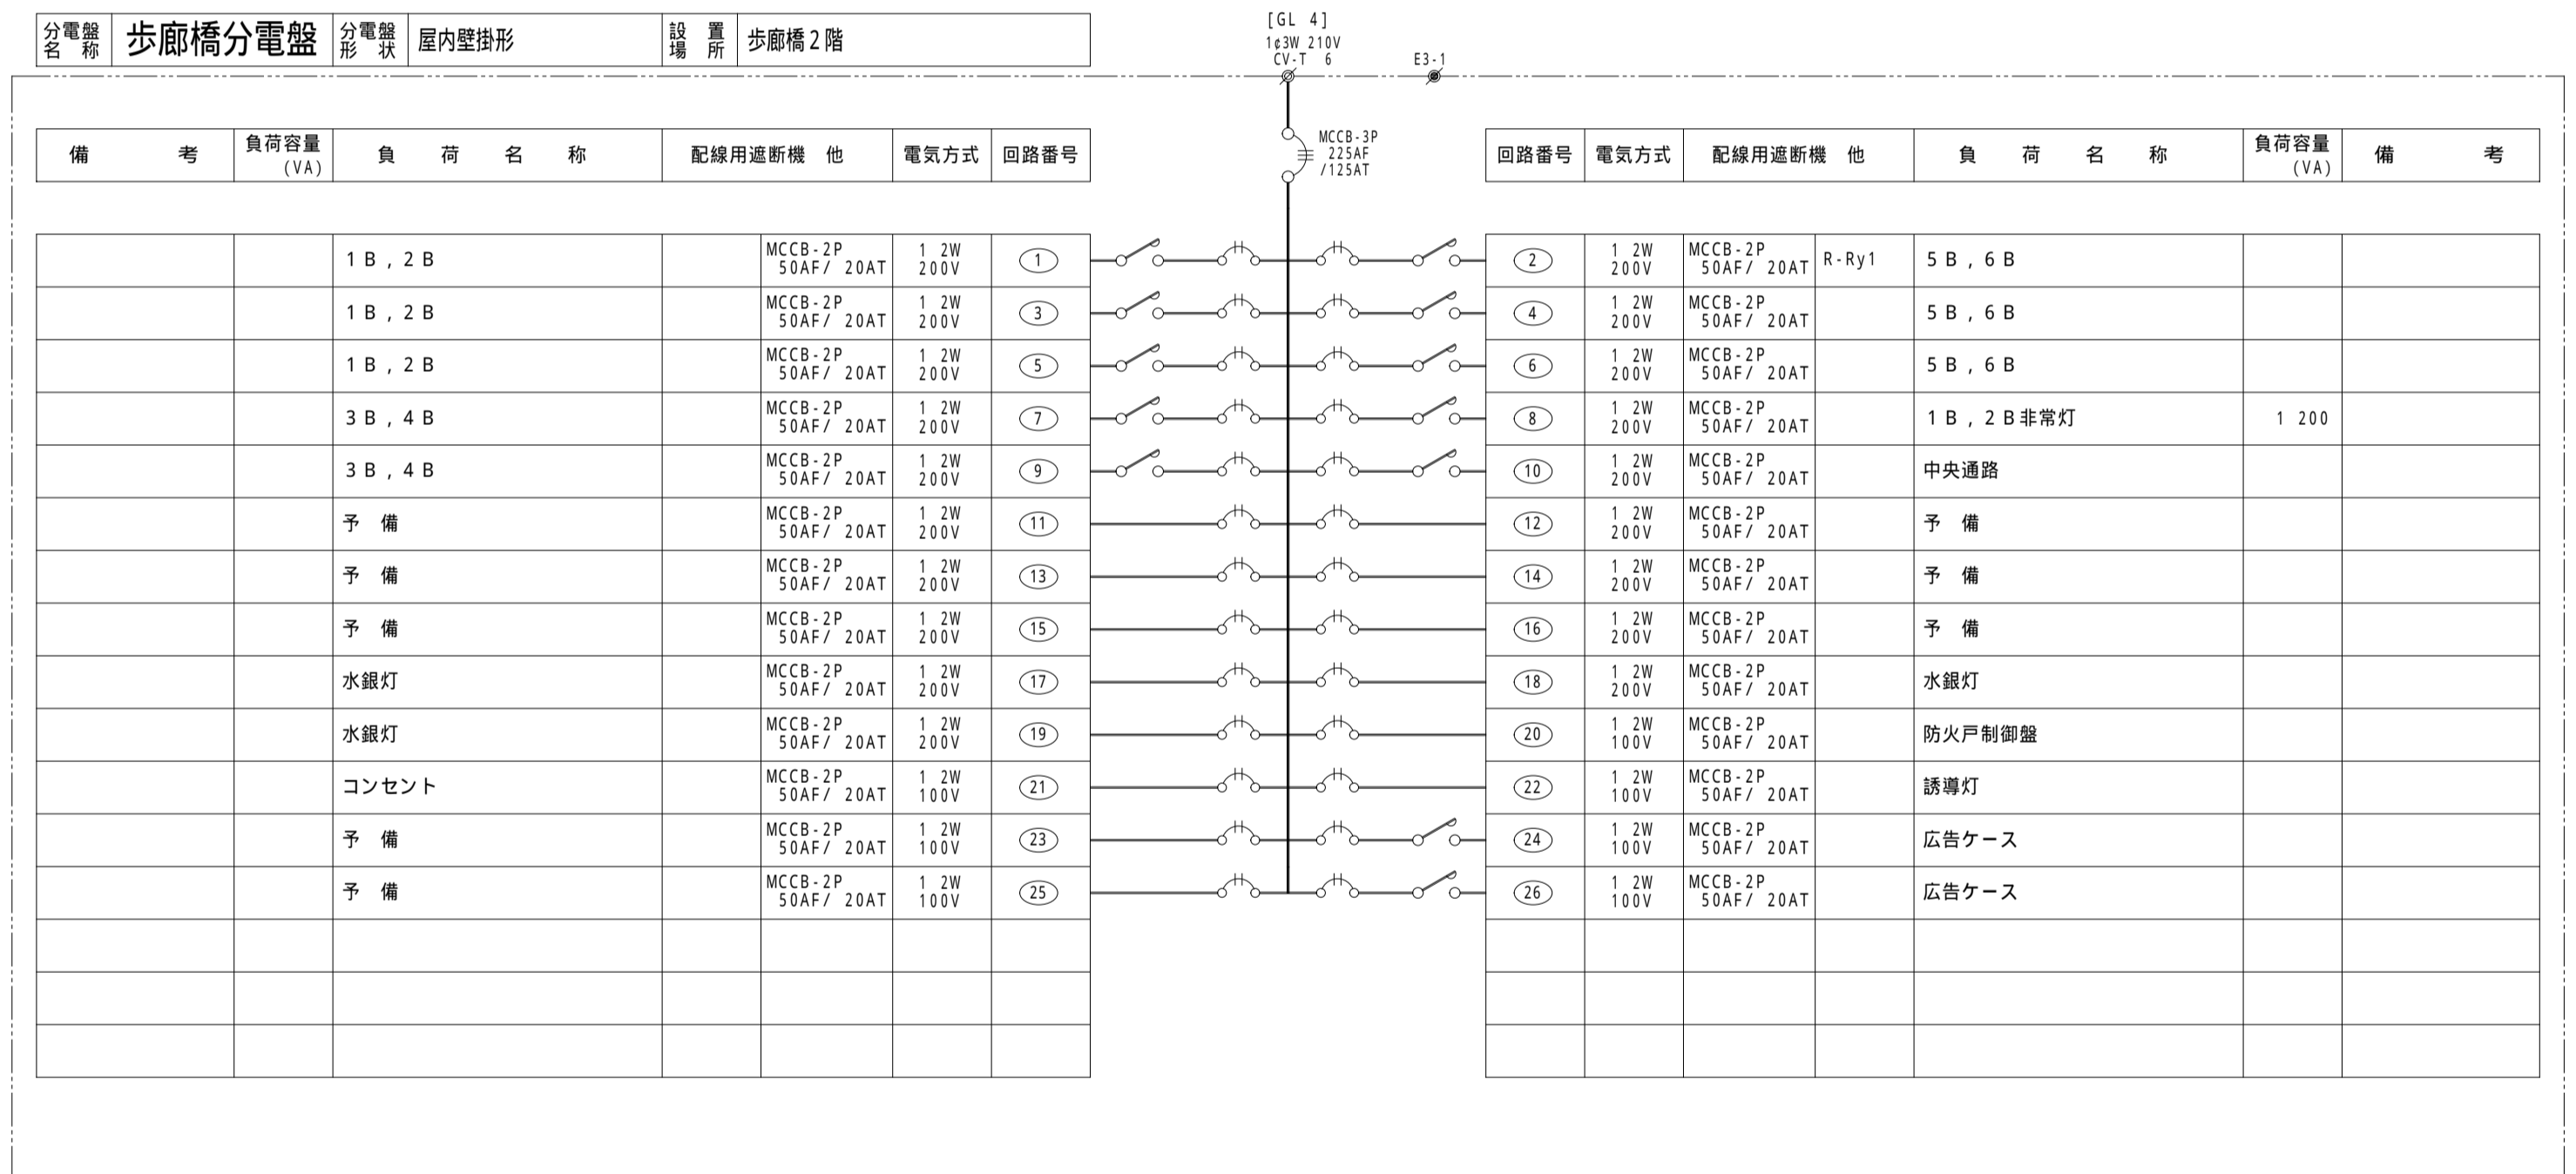 分電盤名称 歩廊橋分電盤 分電盤形状 屋内壁掛形 設置場所 歩廊橋2階
[GL 4]
1¢3W 210V
CV-T 6
E3-1
MCCB-3P
225AF
/125AT
備考 負荷容量(VA) 負荷名称 配線用遮断機 他 電気方式 回路番号
回路番号 電気方式 配線用遮断機 他 負荷名称 負荷容量(VA) 備考
1B,2B MCCB-2P 50AF/ 20AT 1 2W 200V 1
2 1 2W 200V MCCB-2P 50AF/ 20AT R-Ry1 5B,6B
1B,2B MCCB-2P 50AF/ 20AT 1 2W 200V 3
4 1 2W 200V MCCB-2P 50AF/ 20AT 5B,6B
1B,2B MCCB-2P 50AF/ 20AT 1 2W 200V 5
6 1 2W 200V MCCB-2P 50AF/ 20AT 5B,6B
3B,4B MCCB-2P 50AF/ 20AT 1 2W 200V 7
8 1 2W 200V MCCB-2P 50AF/ 20AT 1B,2B非常灯 1 200
3B,4B MCCB-2P 50AF/ 20AT 1 2W 200V 9
10 1 2W 200V MCCB-2P 50AF/ 20AT 中央通路
予 備 MCCB-2P 50AF/ 20AT 1 2W 200V 11
12 1 2W 200V MCCB-2P 50AF/ 20AT 予 備
予 備 MCCB-2P 50AF/ 20AT 1 2W 200V 13
14 1 2W 200V MCCB-2P 50AF/ 20AT 予 備
予 備 MCCB-2P 50AF/ 20AT 1 2W 200V 15
16 1 2W 200V MCCB-2P 50AF/ 20AT 予 備
水銀灯 MCCB-2P 50AF/ 20AT 1 2W 200V 17
18 1 2W 200V MCCB-2P 50AF/ 20AT 水銀灯
水銀灯 MCCB-2P 50AF/ 20AT 1 2W 200V 19
20 1 2W 100V MCCB-2P 50AF/ 20AT 防火戸制御盤
コンセント MCCB-2P 50AF/ 20AT 1 2W 100V 21
22 1 2W 100V MCCB-2P 50AF/ 20AT 誘導灯
予 備 MCCB-2P 50AF/ 20AT 1 2W 100V 23
24 1 2W 100V MCCB-2P 50AF/ 20AT 広告ケース
予 備 MCCB-2P 50AF/ 20AT 1 2W 100V 25
26 1 2W 100V MCCB-2P 50AF/ 20AT 広告ケース